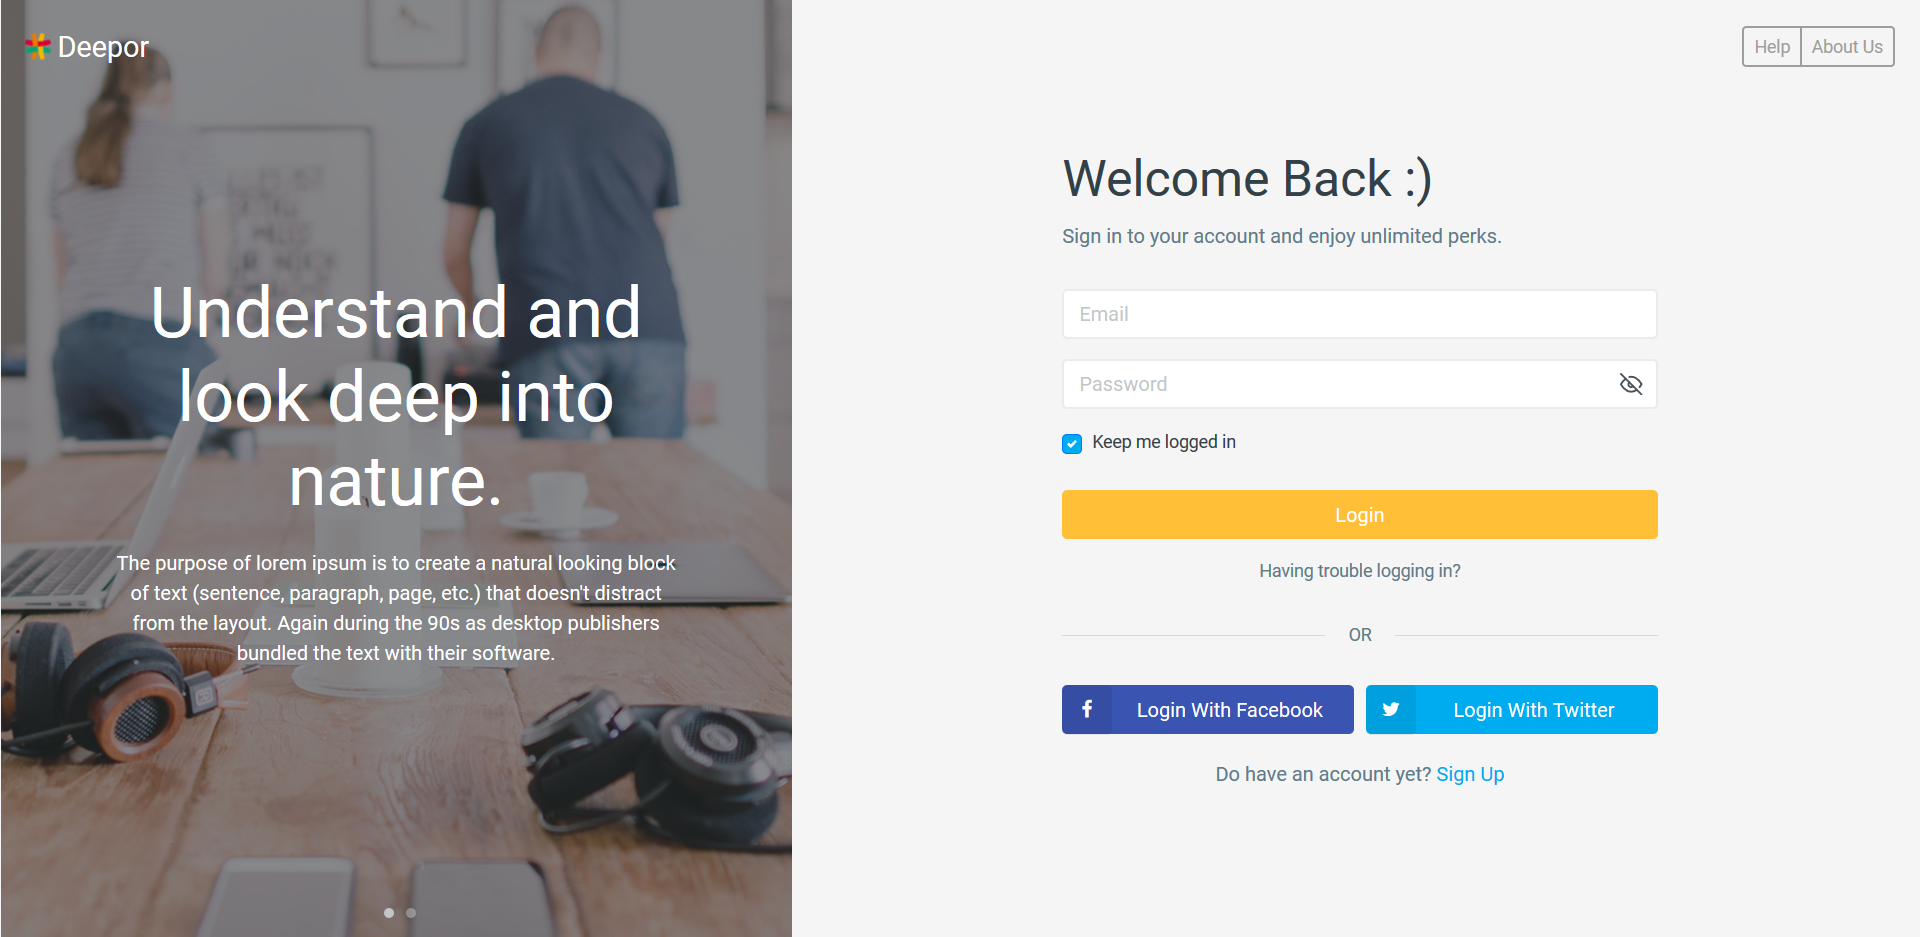 Deepor
Understand and
look deep into
nature.
The purpose of lorem ipsum is to create a natural looking block
of text (sentence, paragraph, page, etc.) that doesn't distract
from the layout. Again during the 90s as desktop publishers
bundled the text with their software.
Help
About Us
Welcome Back :)
Sign in to your account and enjoy unlimited perks.
Email
Password
Keep me logged in
Login
Having trouble logging in?
OR
Login With Facebook
Login With Twitter
Do have an account yet? Sign Up